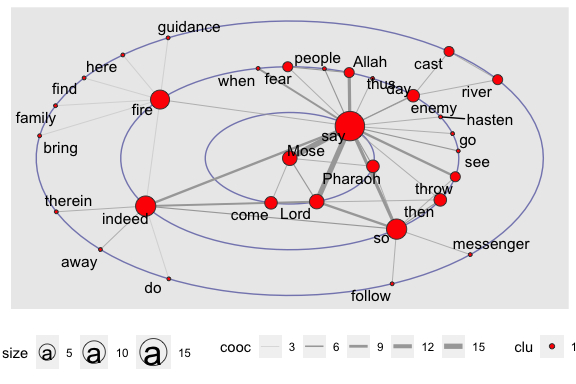 guidance
here
people
Allah
cast
find
when
fear
thus
day
river
family
fire
enemy
hasten
say
go
bring
Mose
see
Pharaoh
therein
throw
indeed
come
Lord
then
so
away
messenger
do
follow
size a 5 a 10 a 15 cooc 3 6 9 12 15 clu 1